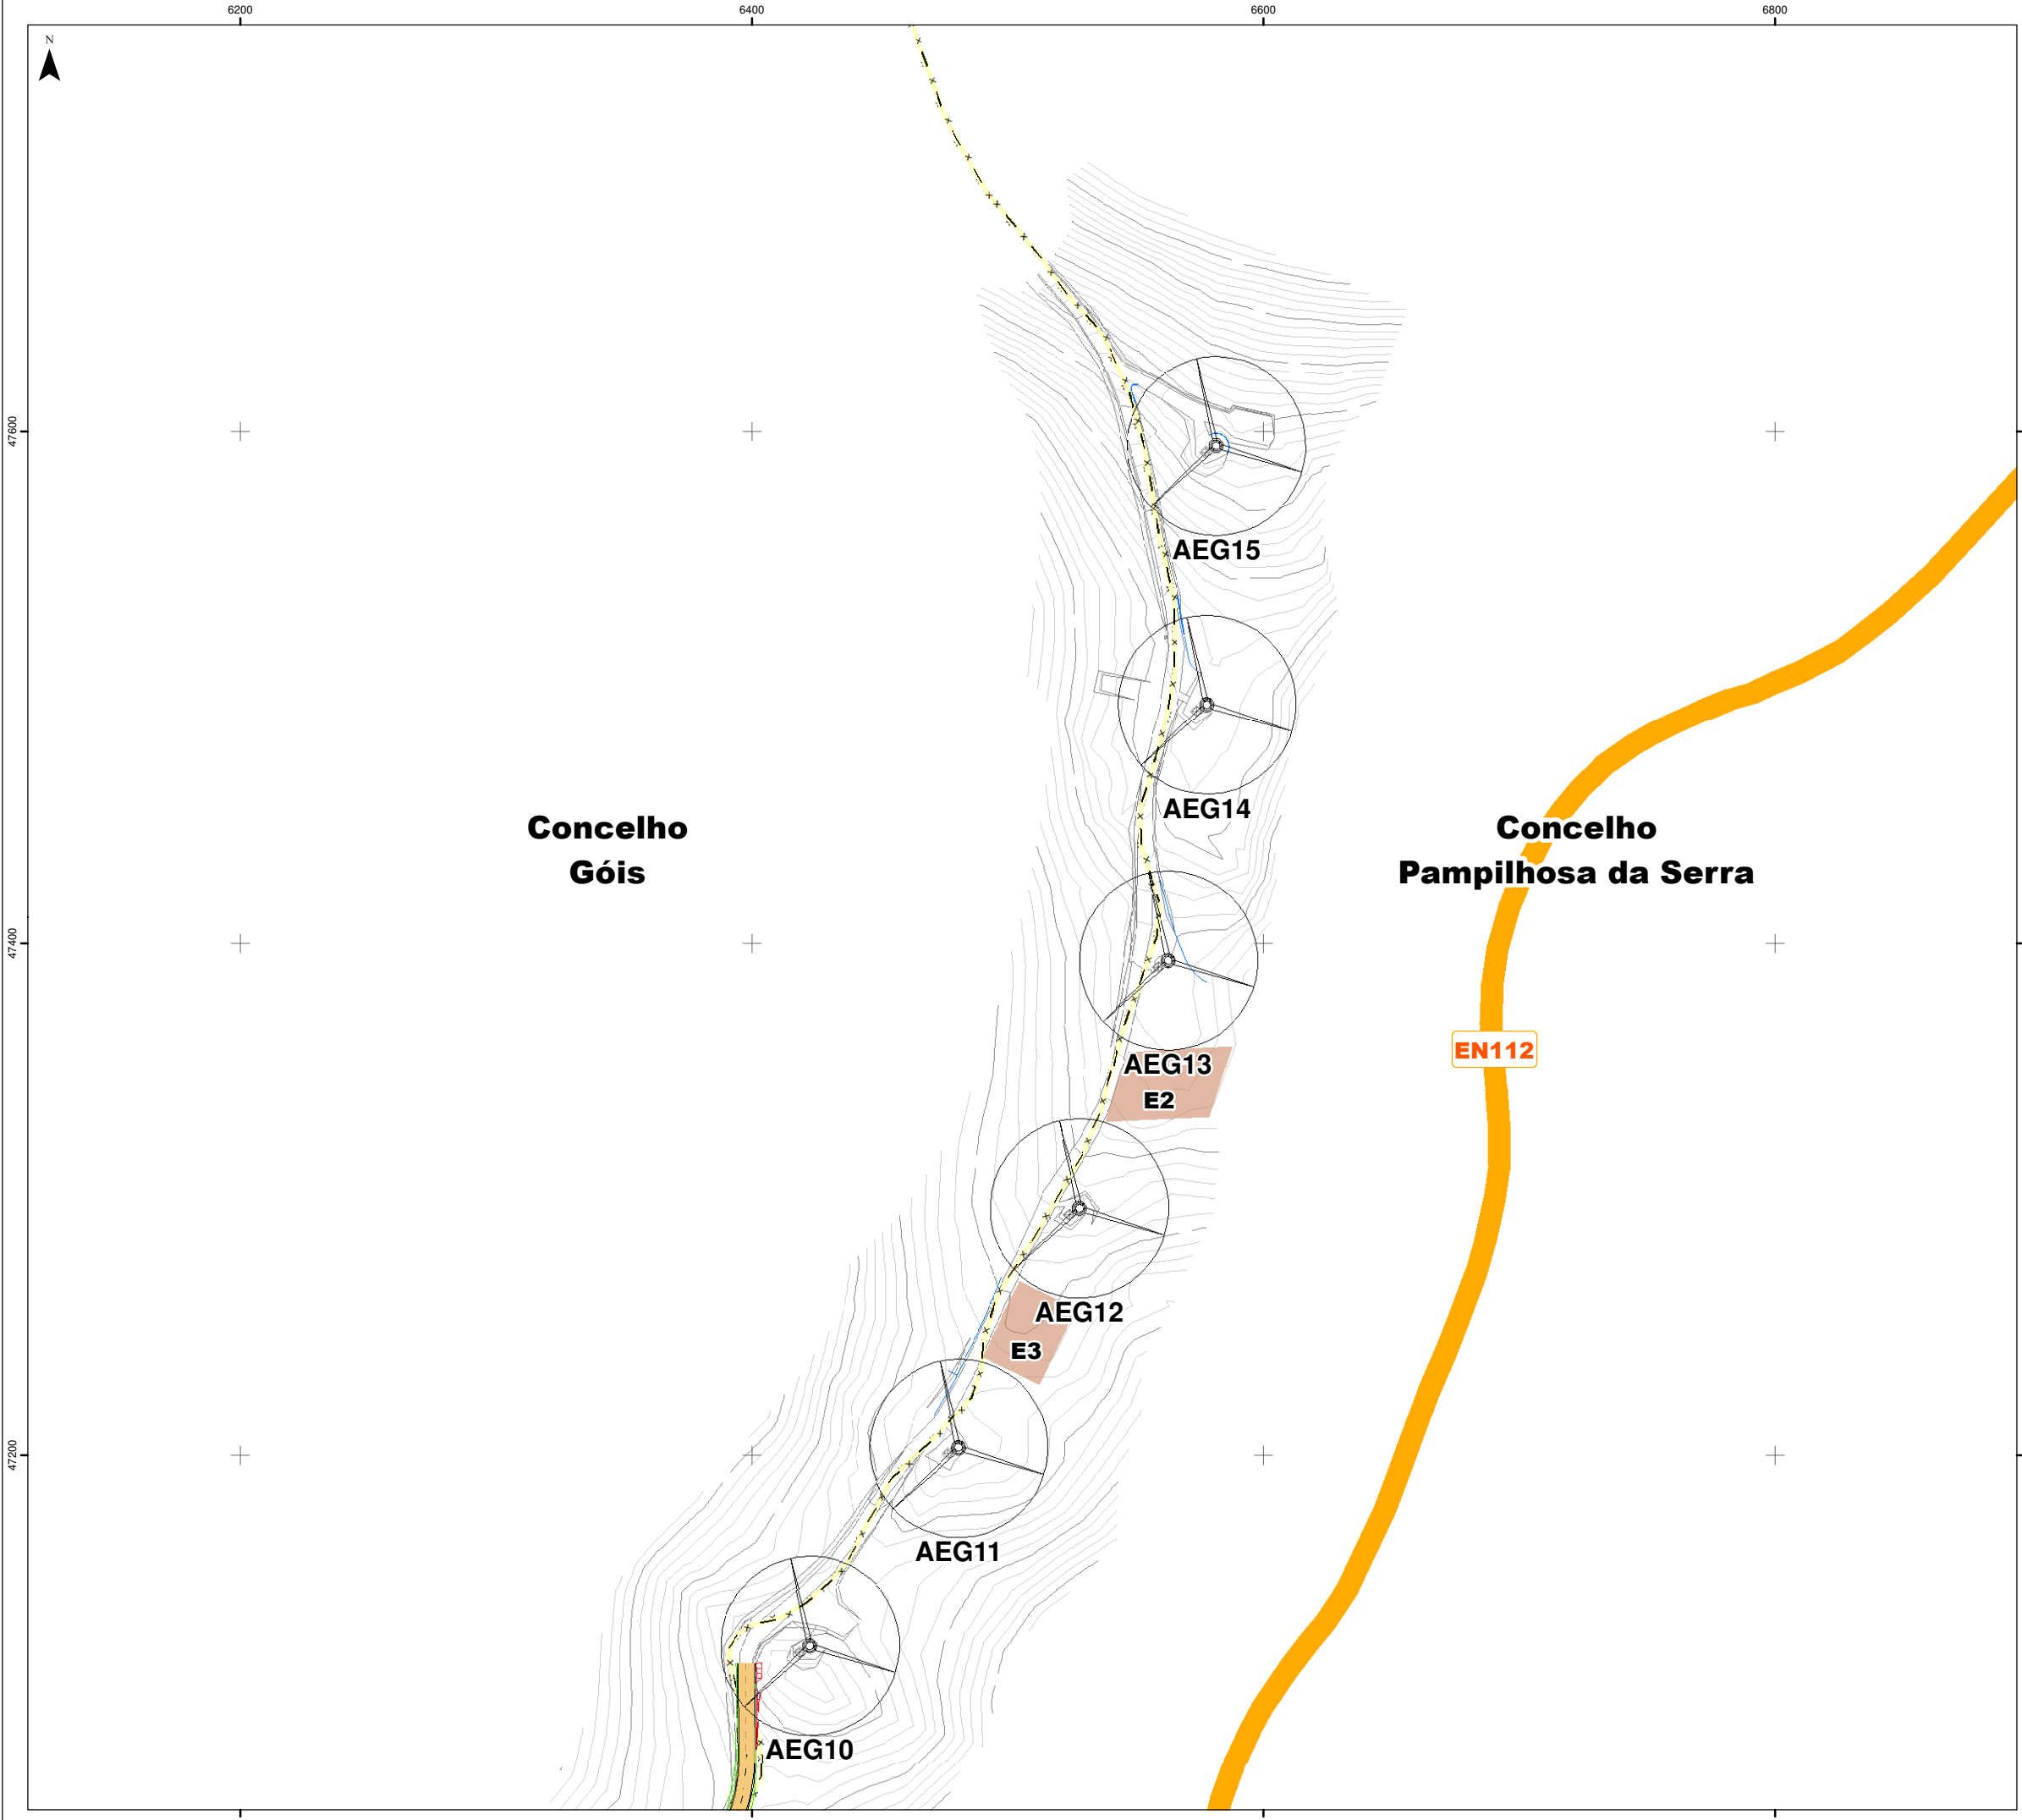 6200
6400
6600
6800
N
47600
AEG15
AEG14
Concelho
Góis
Concelho
Pampilhosa da Serra
47400
EN112
AEG13
E2
AEG12
E3
47200
AEG11
AEG10